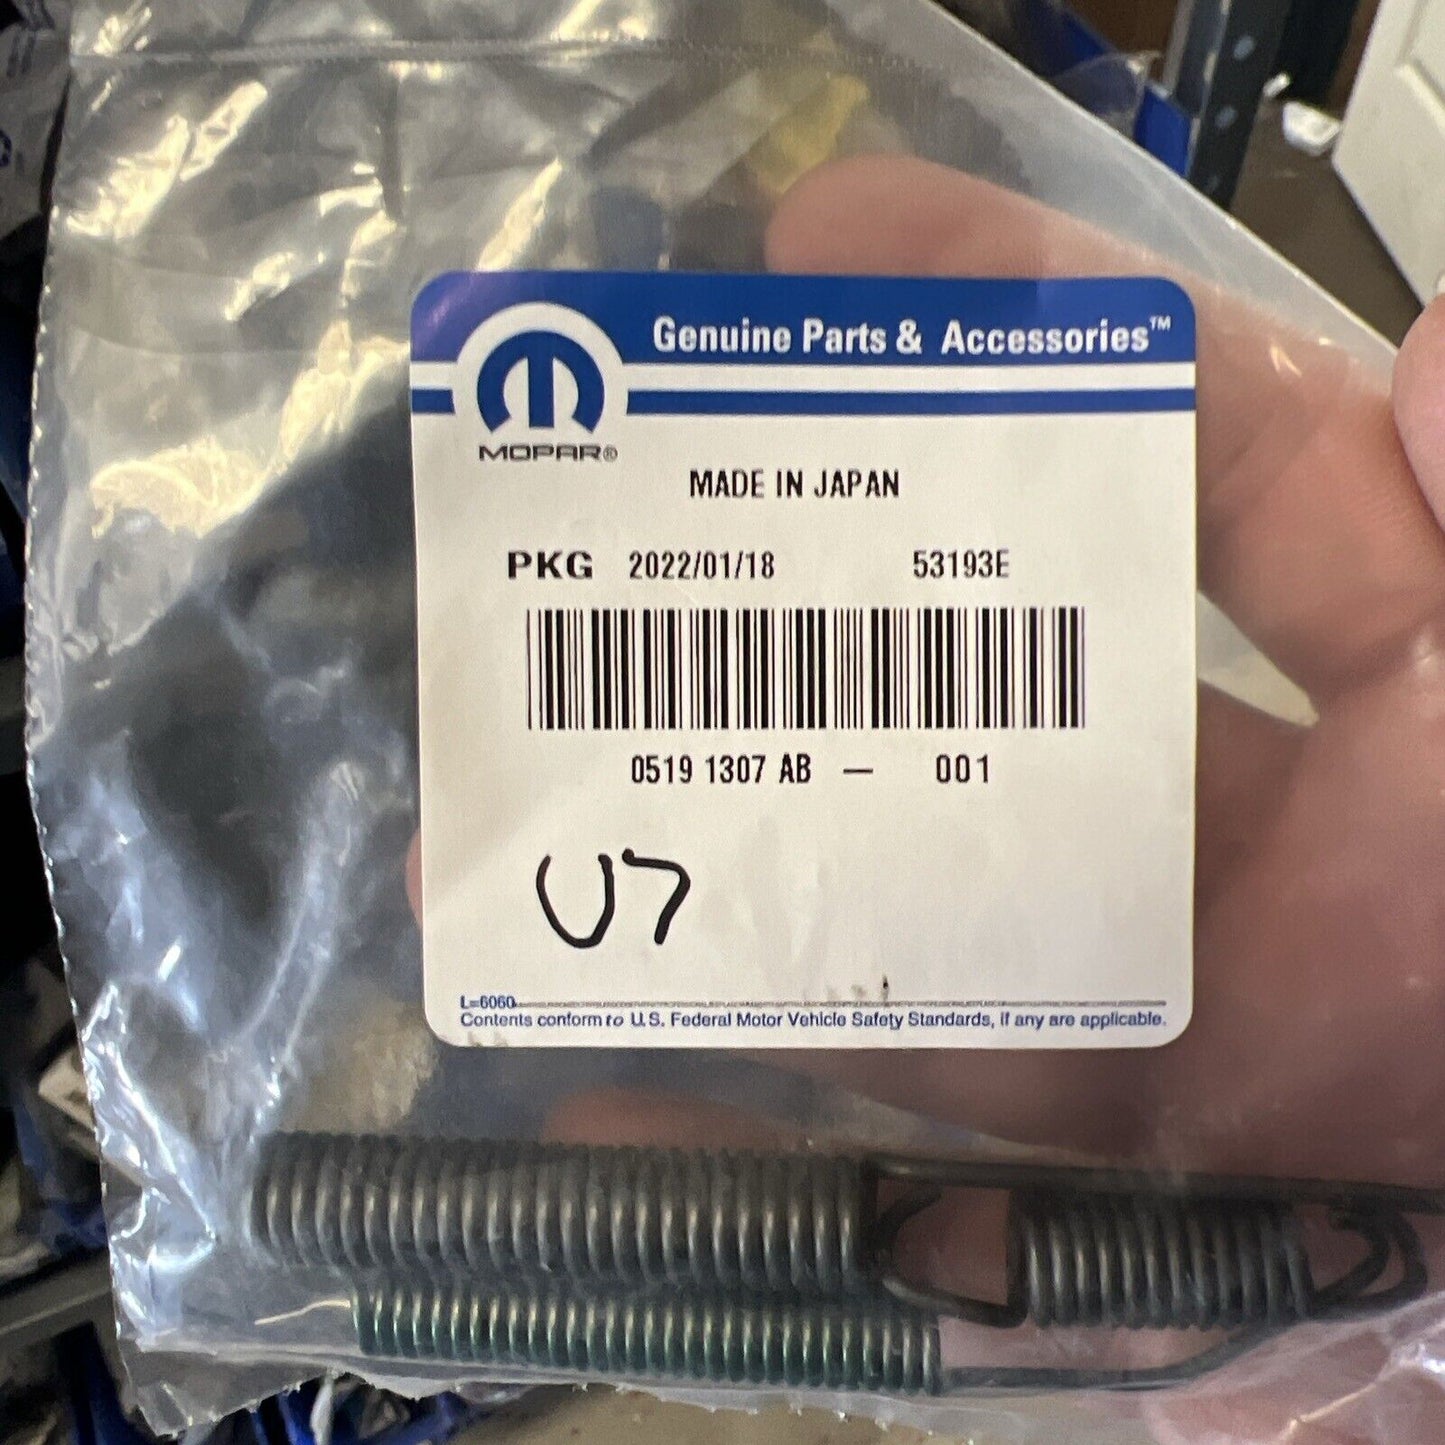 Genuine Parts & Accessories™
MOPAR®
MADE IN JAPAN
PKG 2022/01/18 53193E
0519 1307 AB — 001
U7
L=6060
Contents conform to U.S. Federal Motor Vehicle Safety Standards, if any are applicable.